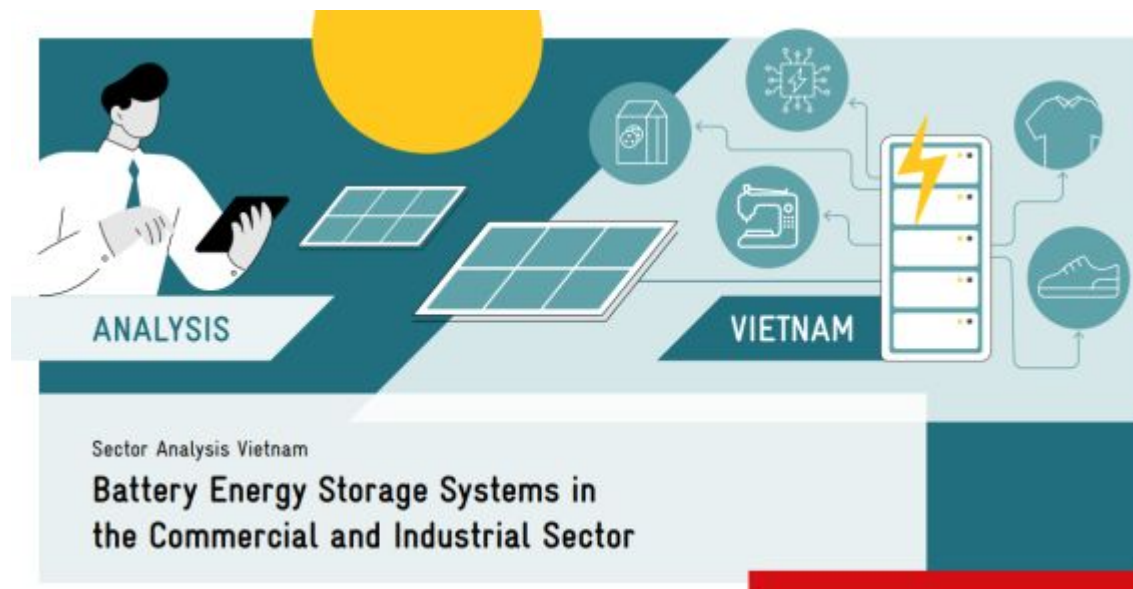 ANALYSIS
VIETNAM
Sector Analysis Vietnam
Battery Energy Storage Systems in
the Commercial and Industrial Sector